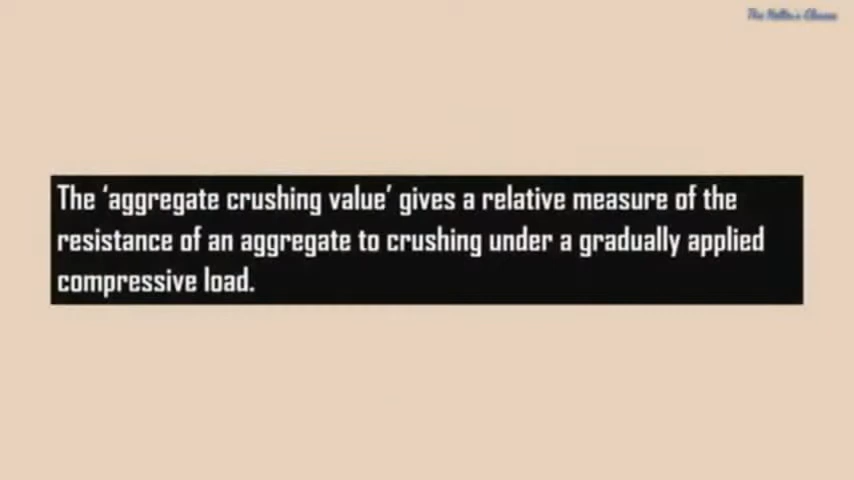 The ‘aggregate crushing value’ gives a relative measure of the
resistance of an aggregate to crushing under a gradually applied
compressive load.